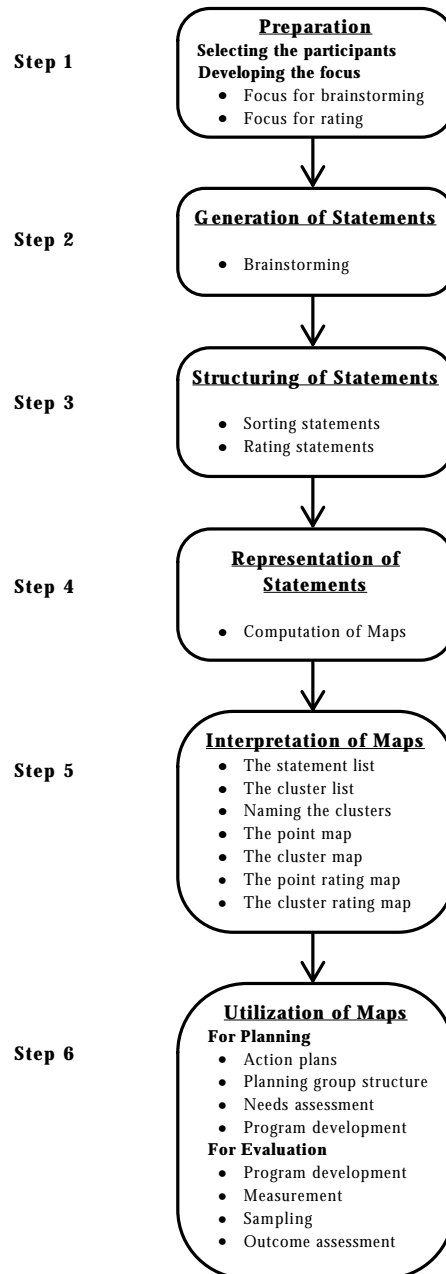 Preparation
Step 1
Selecting the participants
Developing the focus
● Focus for brainstorming
● Focus for rating
Generation of Statements
Step 2
● Brainstorming
Structuring of Statements
Step 3
● Sorting statements
● Rating statements
Representation of
Statements
Step 4
● Computation of Maps
Interpretation of Maps
Step 5
● The statement list
● The cluster list
● Naming the clusters
● The point map
● The cluster map
● The point rating map
● The cluster rating map
Utilization of Maps
Step 6
For Planning
● Action plans
● Planning group structure
● Needs assessment
● Program development
For Evaluation
● Program development
● Measurement
● Sampling
● Outcome assessment